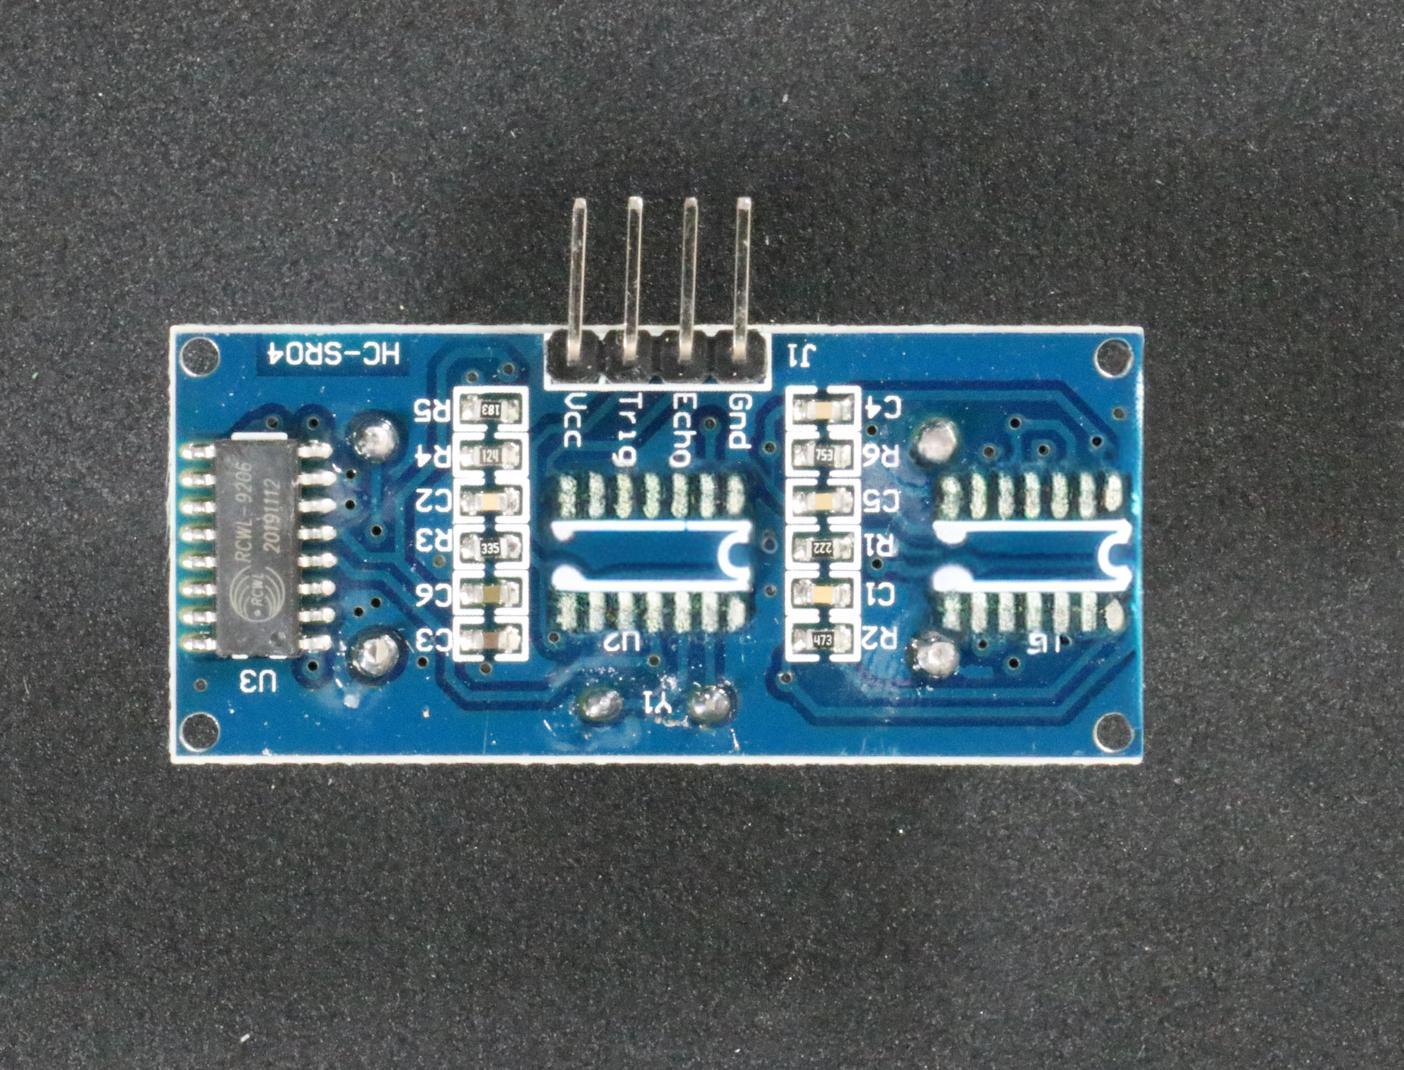 HC-SR04
J1
Vcc
Trig
Echo
Gnd
R5
183
R4
124
C2
R3
335
C6
C3
C4
R6
753
C5
R1
222
C1
R2
473
RCWL-9206
20191112
RCWL
U3
U2
Y1